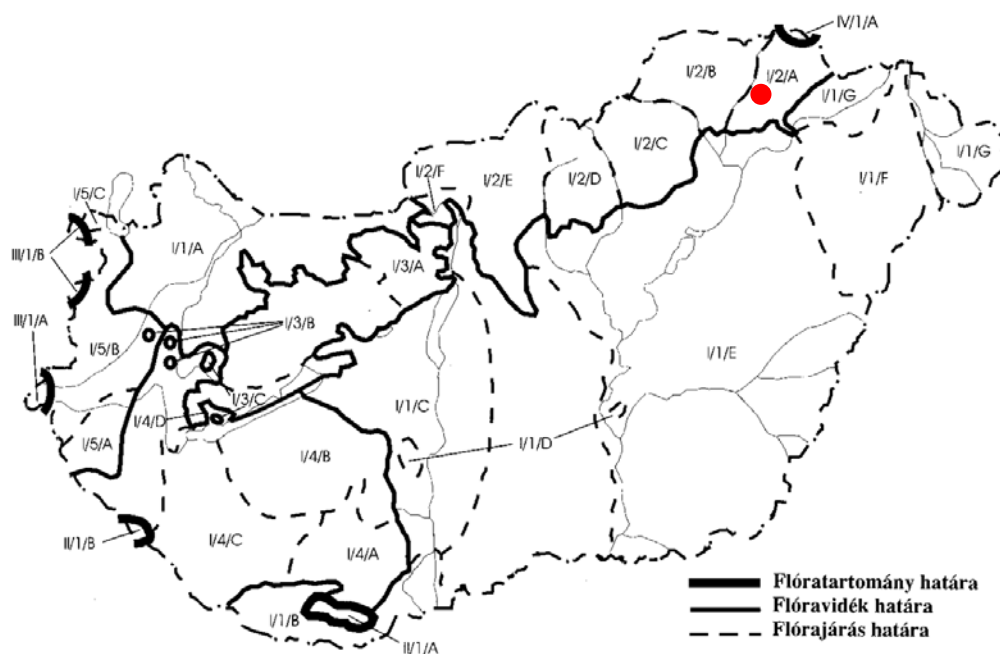 IV/1/A
I/2/B
I/2/A
I/1/G
I/2/C
I/1/G
I/2/F
I/2/E
I/2/D
I/1/F
I/5/C
I/1/A
III/1/B
I/3/A
III/1/A
I/3/B
I/5/B
I/1/E
I/3/C
I/1/C
I/4/D
I/5/A
I/4/B
I/1/D
II/1/B
I/4/C
I/4/A
I/1/B
II/1/A
Flóratartomány határa
Flóravidék határa
Flórajárás határa